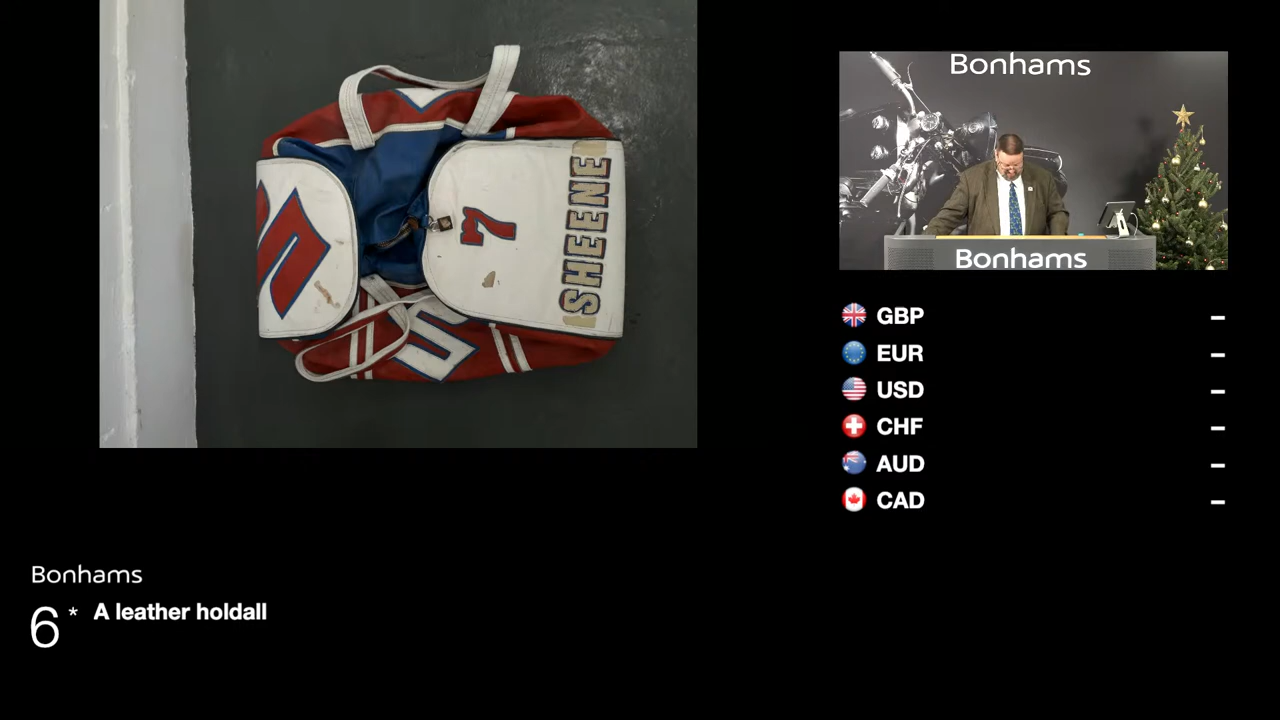 7
SHEENE
Bonhams
Bonhams
GBP –
EUR –
USD –
CHF –
AUD –
CAD –
Bonhams
6 * A leather holdall